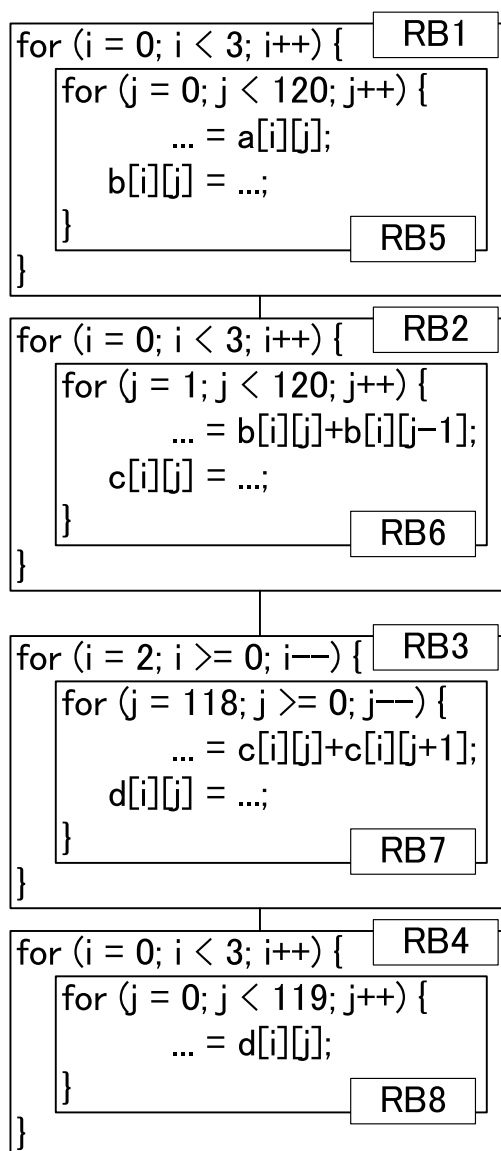 for (i = 0; i < 3; i++) { RB1
for (j = 0; j < 120; j++) {
... = a[i][j];
b[i][j] = ...;
}
RB5
}
for (i = 0; i < 3; i++) { RB2
for (j = 1; j < 120; j++) {
... = b[i][j]+b[i][j-1];
c[i][j] = ...;
}
RB6
}
for (i = 2; i >= 0; i--) { RB3
for (j = 118; j >= 0; j--) {
... = c[i][j]+c[i][j+1];
d[i][j] = ...;
}
RB7
}
for (i = 0; i < 3; i++) { RB4
for (j = 0; j < 119; j++) {
... = d[i][j];
}
RB8
}